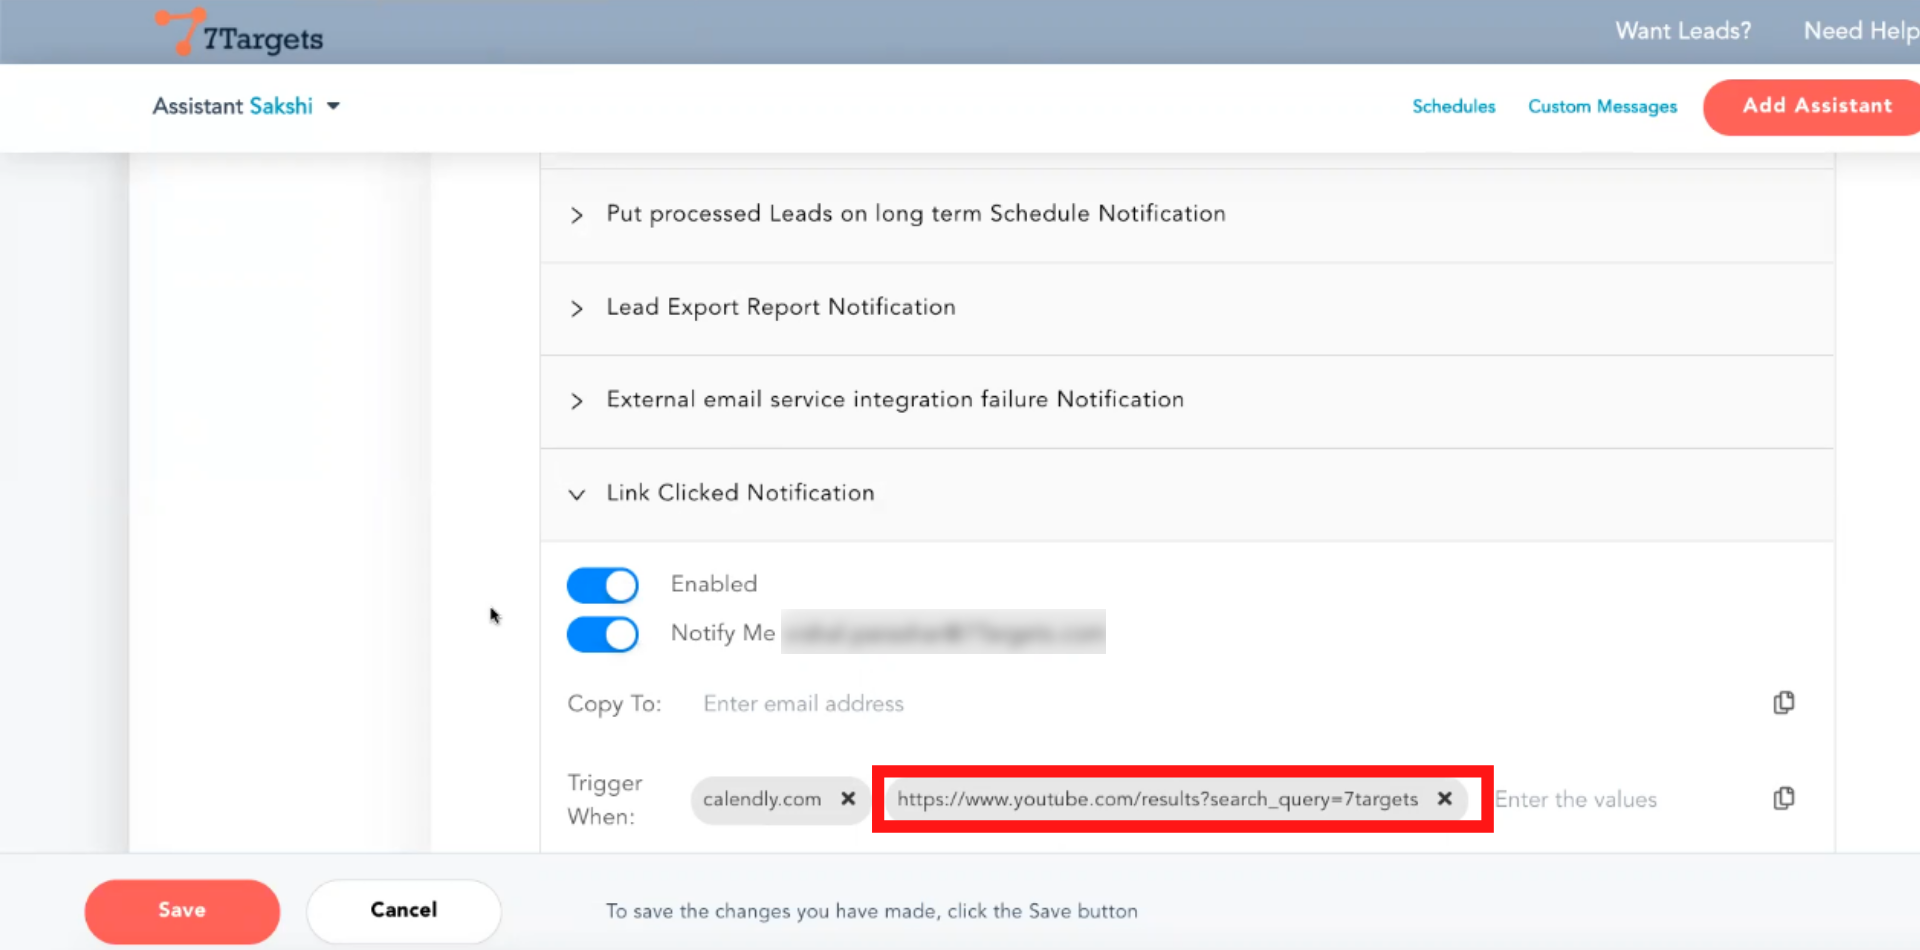 7Targets
Want Leads?
Need Help
Assistant Sakshi
Schedules
Custom Messages
Add Assistant
Put processed Leads on long term Schedule Notification
Lead Export Report Notification
External email service integration failure Notification
Link Clicked Notification
Enabled
Notify Me
Copy To: Enter email address
Trigger When:
calendly.com
https://www.youtube.com/results?search_query=7targets
Enter the values
Save
Cancel
To save the changes you have made, click the Save button